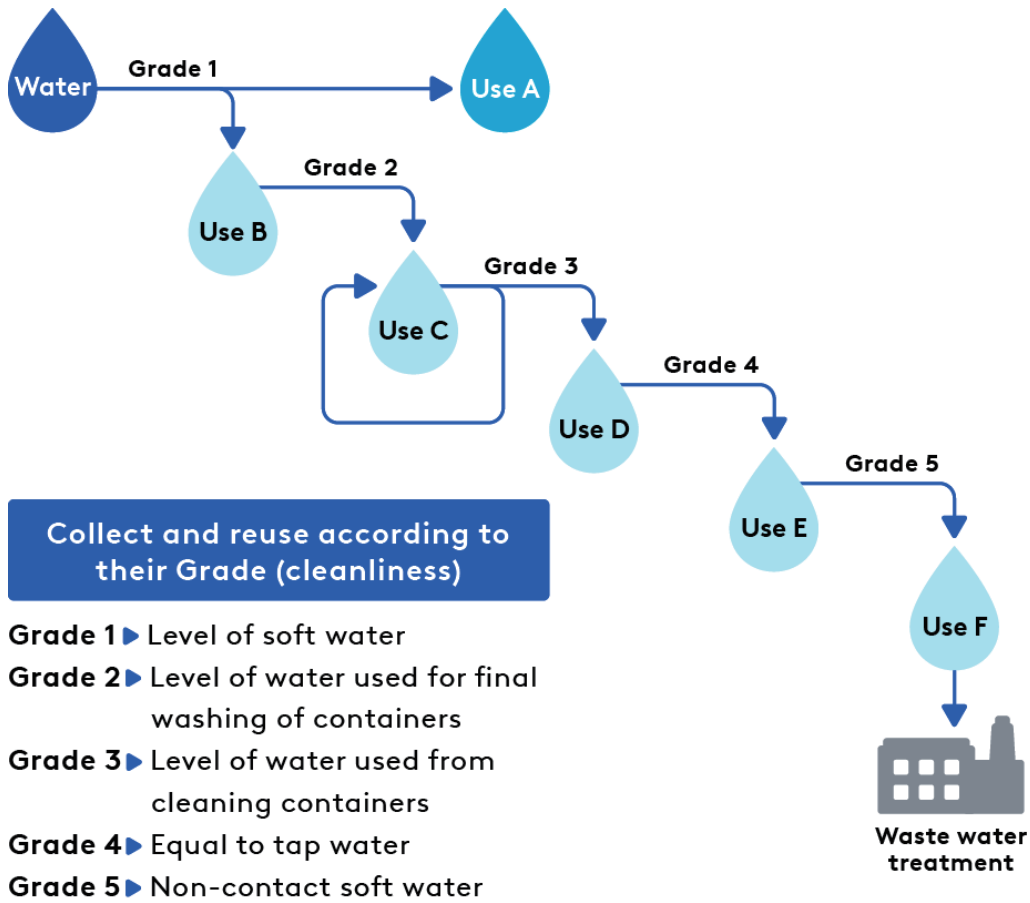 Water
Grade 1
Use A
Grade 2
Use B
Grade 3
Use C
Grade 4
Use D
Grade 5
Use E
Use F
Waste water
treatment
Collect and reuse according to
their Grade (cleanliness)
Grade 1 ▶ Level of soft water
Grade 2 ▶ Level of water used for final
washing of containers
Grade 3 ▶ Level of water used from
cleaning containers
Grade 4 ▶ Equal to tap water
Grade 5 ▶ Non-contact soft water